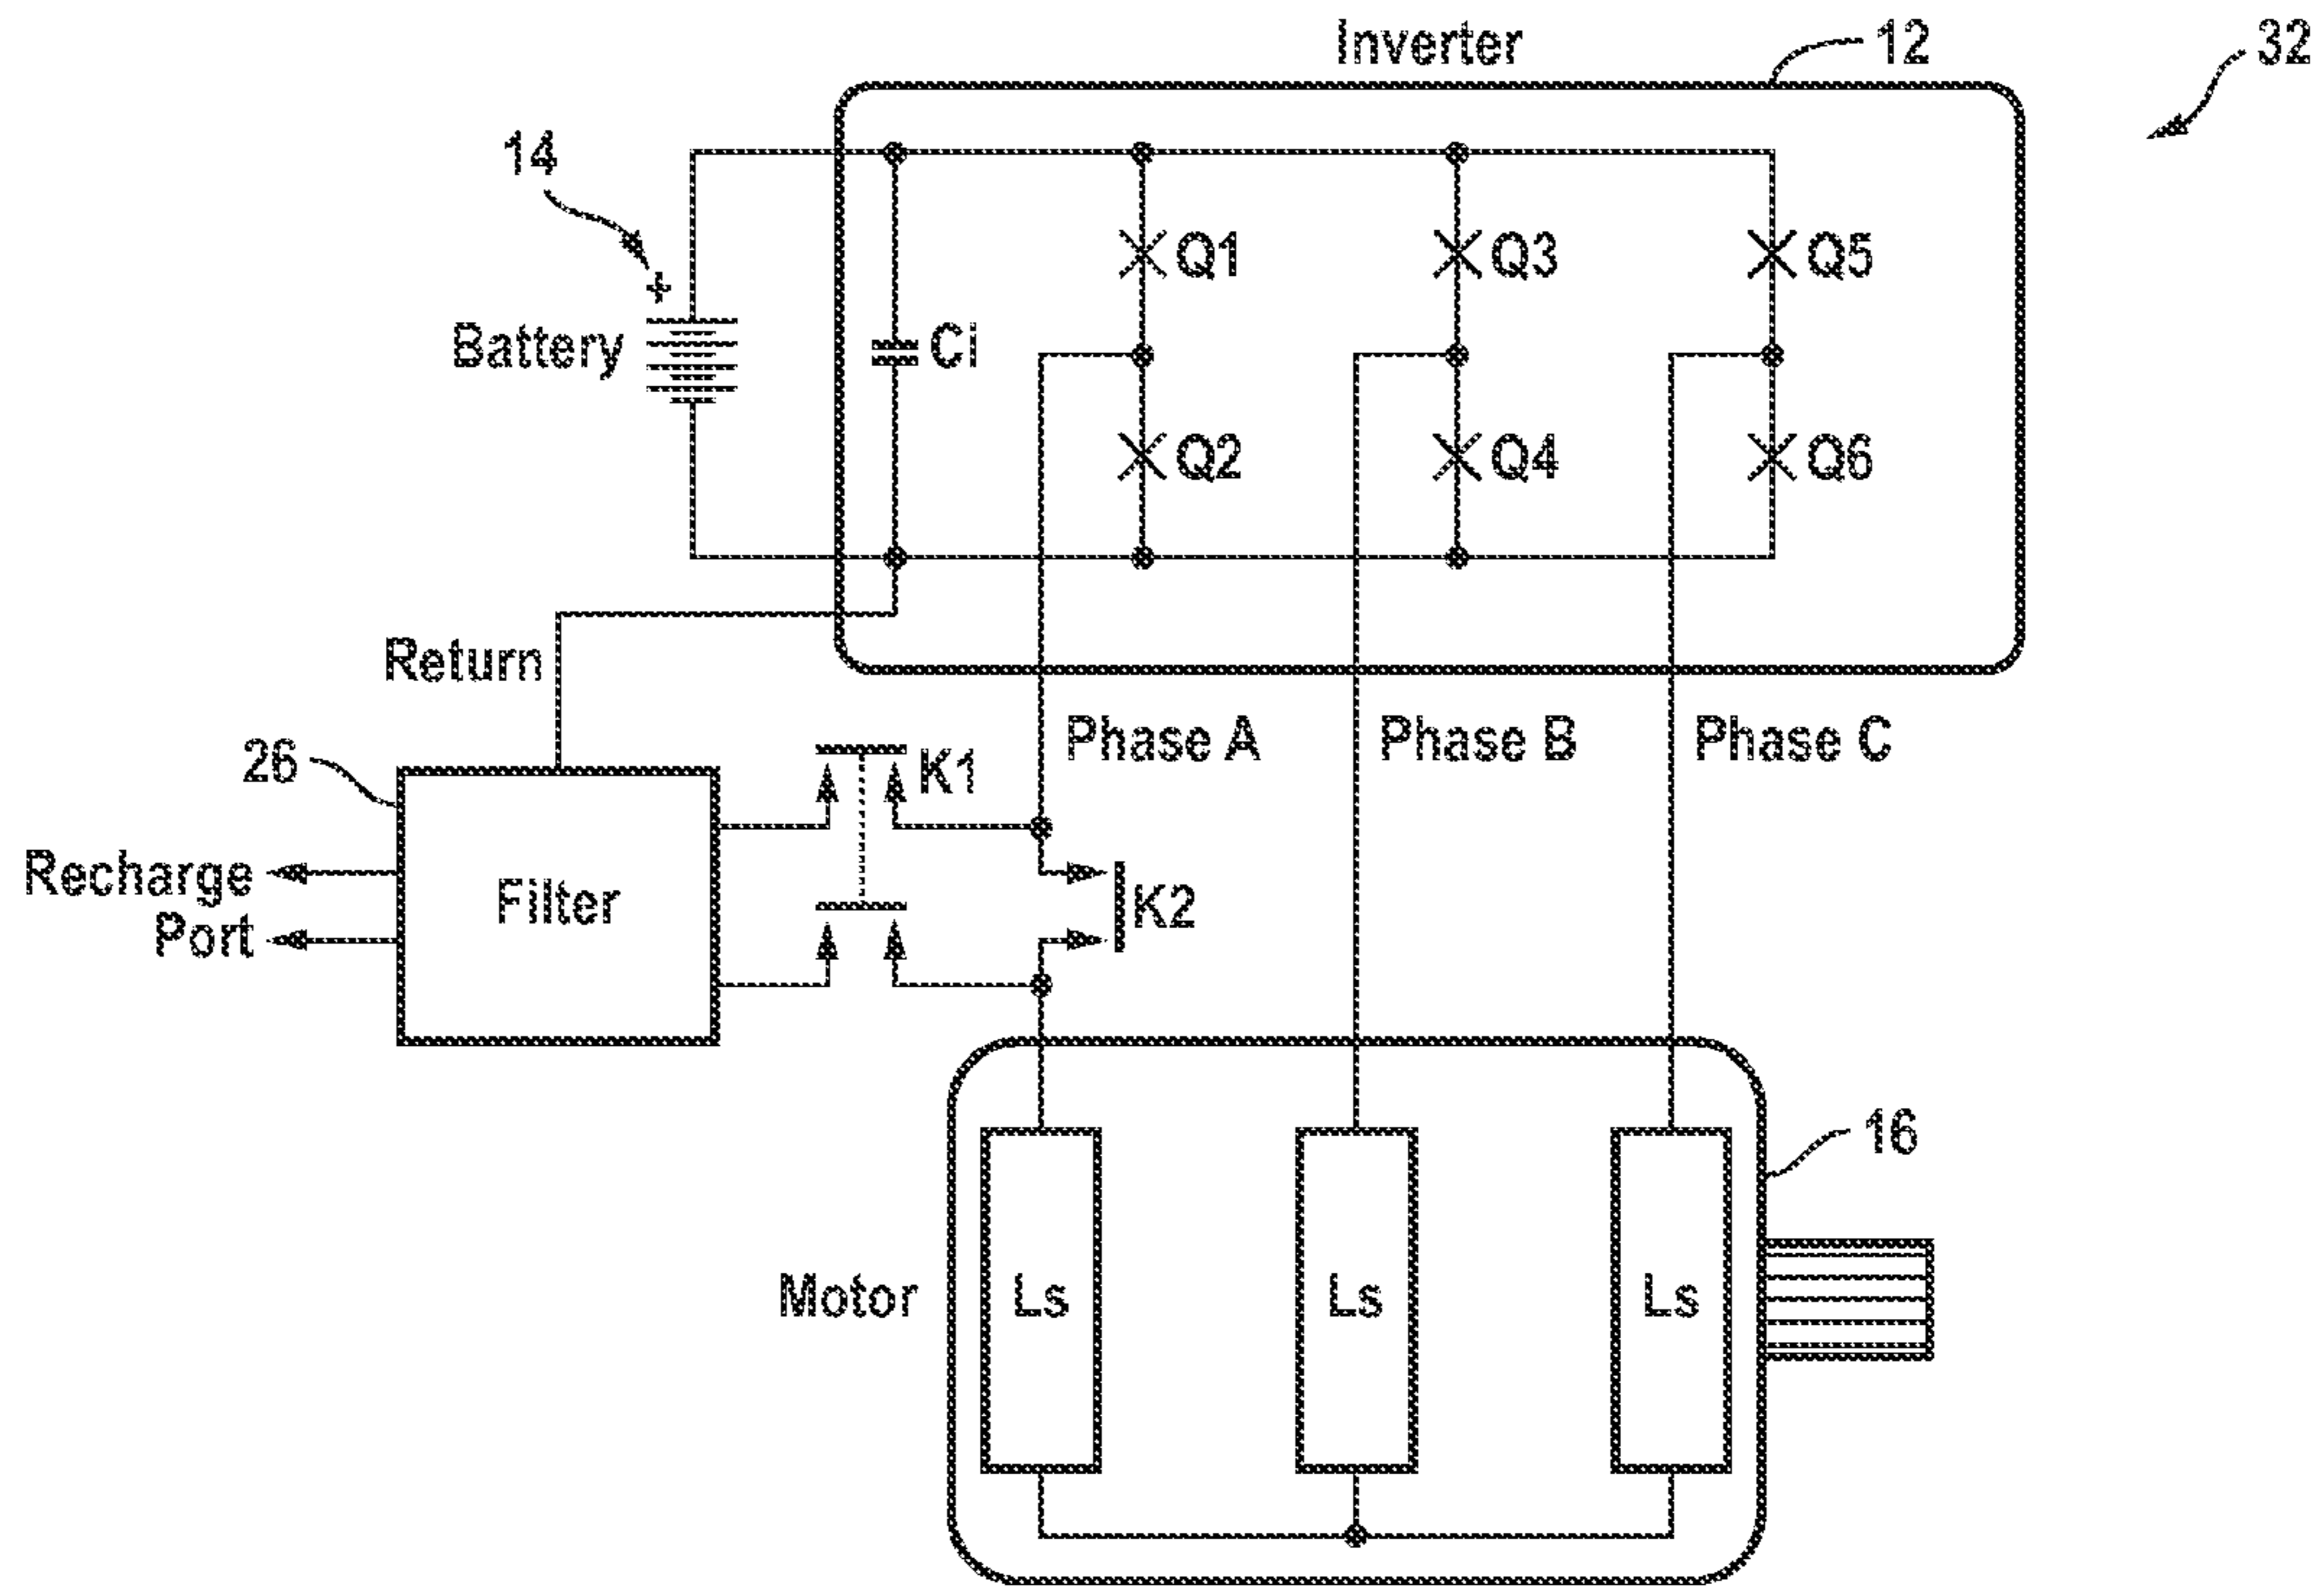 Inverter
12
32
14
+
Q1
Q3
Q5
Battery
Ci
Q2
Q4
Q6
Return
26
K1
Phase A
Phase B
Phase C
Recharge
Port
Filter
K2
16
Motor
Ls
Ls
Ls